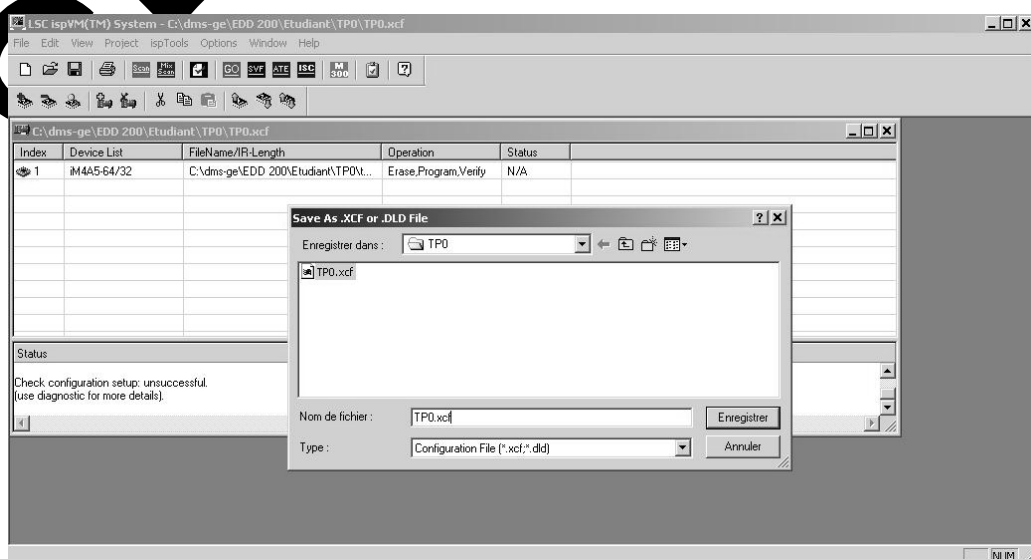 LSC ispVM(TM) System - C:\dms-ge\EDD 200\Etudiant\TP0\TP0.xcf
File Edit View Project ispTools Options Window Help
Scan Mix Scan GO SVF ATE ISC M 300
C:\dms-ge\EDD 200\Etudiant\TP0\TP0.xcf
Index Device List FileName/IR-Length Operation Status
1 iM4A5-64/32 C:\dms-ge\EDD 200\Etudiant\TP0\t... Erase,Program,Verify N/A
Save As .XCF or .DLD File
Enregistrer dans : TP0
TP0.xcf
Nom de fichier : TP0.xcf Enregistrer
Type : Configuration File (*.xcf;*.dld) Annuler
Status
Check configuration setup: unsuccessful.
(use diagnostic for more details).
NUM